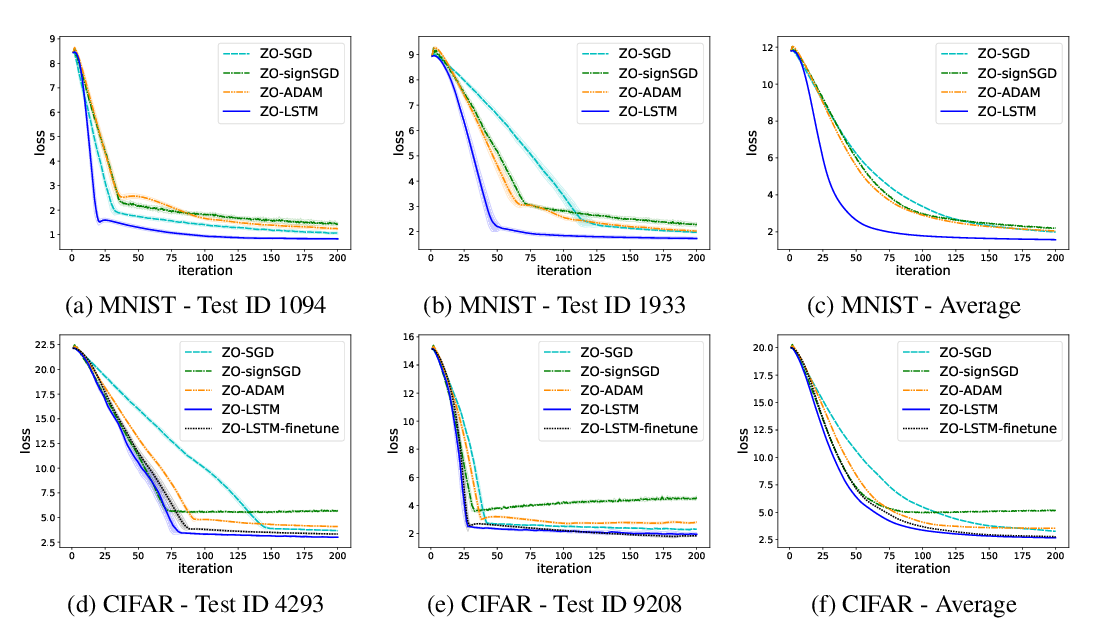 9
8
7
6
5
4
3
2
1
loss
0 25 50 75 100 125 150 175 200
iteration
ZO-SGD
ZO-signSGD
ZO-ADAM
ZO-LSTM
(a) MNIST - Test ID 1094
9
8
7
6
5
4
3
2
loss
0 25 50 75 100 125 150 175 200
iteration
ZO-SGD
ZO-signSGD
ZO-ADAM
ZO-LSTM
(b) MNIST - Test ID 1933
12
10
8
6
4
2
loss
0 25 50 75 100 125 150 175 200
iteration
ZO-SGD
ZO-signSGD
ZO-ADAM
ZO-LSTM
(c) MNIST - Average
22.5
20.0
17.5
15.0
12.5
10.0
7.5
5.0
2.5
loss
0 25 50 75 100 125 150 175 200
iteration
ZO-SGD
ZO-signSGD
ZO-ADAM
ZO-LSTM
ZO-LSTM-finetune
(d) CIFAR - Test ID 4293
16
14
12
10
8
6
4
2
loss
0 25 50 75 100 125 150 175 200
iteration
ZO-SGD
ZO-signSGD
ZO-ADAM
ZO-LSTM
ZO-LSTM-finetune
(e) CIFAR - Test ID 9208
20.0
17.5
15.0
12.5
10.0
7.5
5.0
2.5
loss
0 25 50 75 100 125 150 175 200
iteration
ZO-SGD
ZO-signSGD
ZO-ADAM
ZO-LSTM
ZO-LSTM-finetune
(f) CIFAR - Average